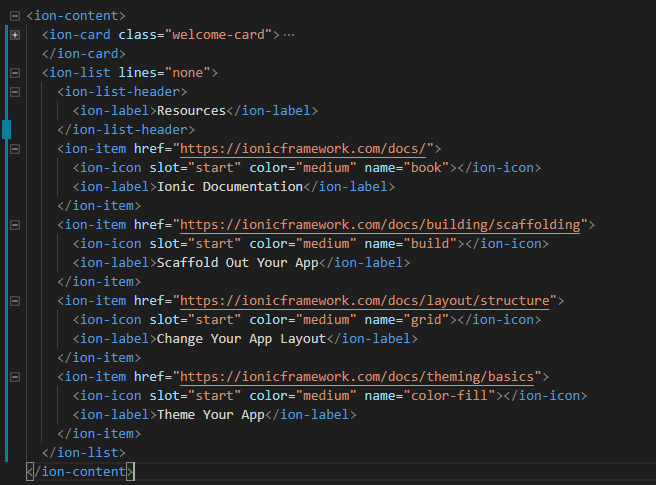 <ion-content>
<ion-card class="welcome-card">…
</ion-card>
<ion-list lines="none">
<ion-list-header>
<ion-label>Resources</ion-label>
</ion-list-header>
<ion-item href="https://ionicframework.com/docs/">
<ion-icon slot="start" color="medium" name="book"></ion-icon>
<ion-label>Ionic Documentation</ion-label>
</ion-item>
<ion-item href="https://ionicframework.com/docs/building/scaffolding">
<ion-icon slot="start" color="medium" name="build"></ion-icon>
<ion-label>Scaffold Out Your App</ion-label>
</ion-item>
<ion-item href="https://ionicframework.com/docs/layout/structure">
<ion-icon slot="start" color="medium" name="grid"></ion-icon>
<ion-label>Change Your App Layout</ion-label>
</ion-item>
<ion-item href="https://ionicframework.com/docs/theming/basics">
<ion-icon slot="start" color="medium" name="color-fill"></ion-icon>
<ion-label>Theme Your App</ion-label>
</ion-item>
</ion-list>
</ion-content>